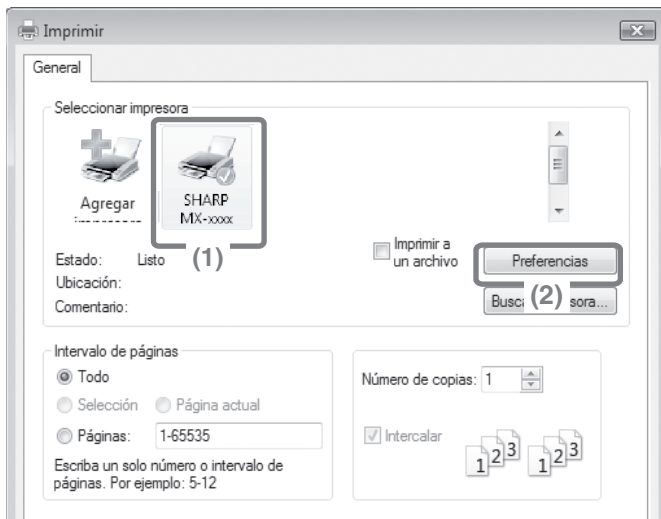 Imprimir
General
Seleccionar impresora
Agregar
SHARP
MX-xxxx
(1)
Estado: Listo
Ubicación:
Comentario:
Imprimir a
un archivo
Preferencias
(2)
Intervalo de páginas
Todo
Selección Página actual
Páginas: 1-65535
Escriba un solo número o intervalo de
páginas. Por ejemplo: 5-12
Número de copias: 1
Intercalar
1 2 3 1 2 3